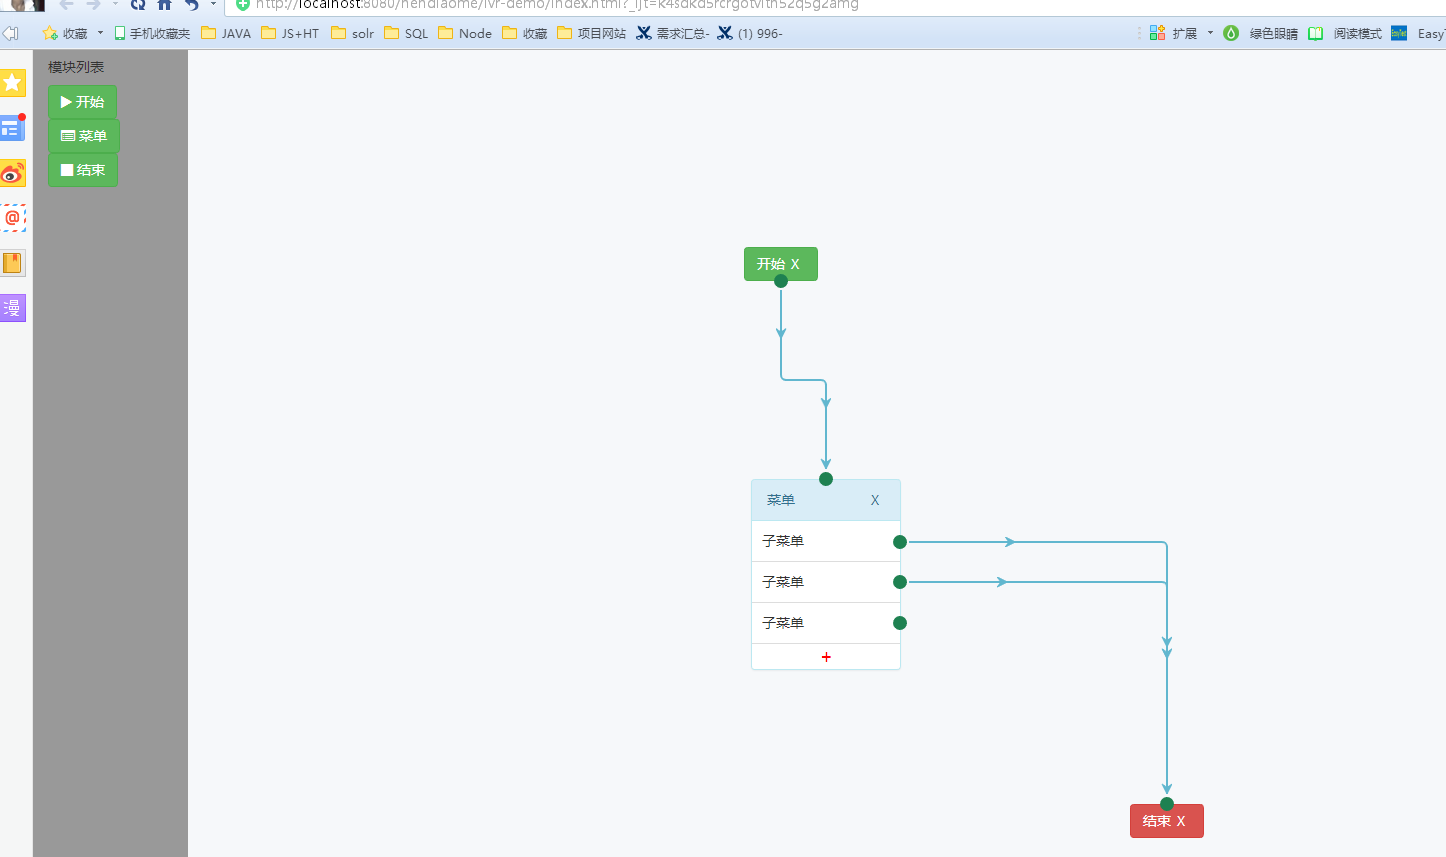 http://localhost:8080/hendiaome/ivr-demo/index.html?_ijt=k4sdkd5rcrgotvlth52q5g2amg
收藏 手机收藏夹 JAVA JS+HT solr SQL Node 收藏 项目网站 需求汇总- (1) 996- 扩展 绿色眼睛 阅读模式 Easy
模块列表
开始
菜单
结束
@
漫
开始 X
菜单 X
子菜单
子菜单
子菜单
+
结束 X